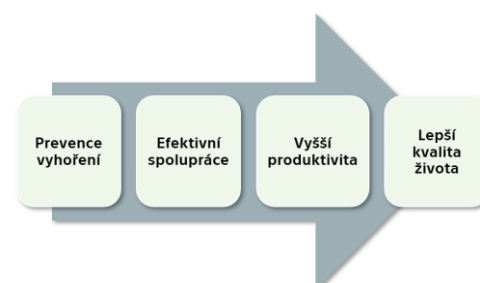 Prevence
vyhoření
Efektivní
spolupráce
Vyšší
produktivita
Lepší
kvalita
života